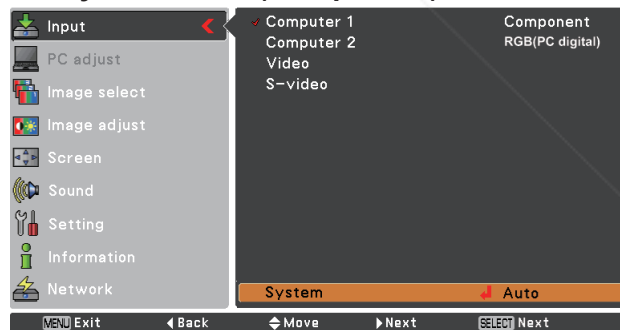 Input
PC adjust
Image select
Image adjust
Screen
Sound
Setting
Information
Network
Computer 1 Component
Computer 2 RGB(PC digital)
Video
S-video
System Auto
MENU Exit Back Move Next SELECT Next